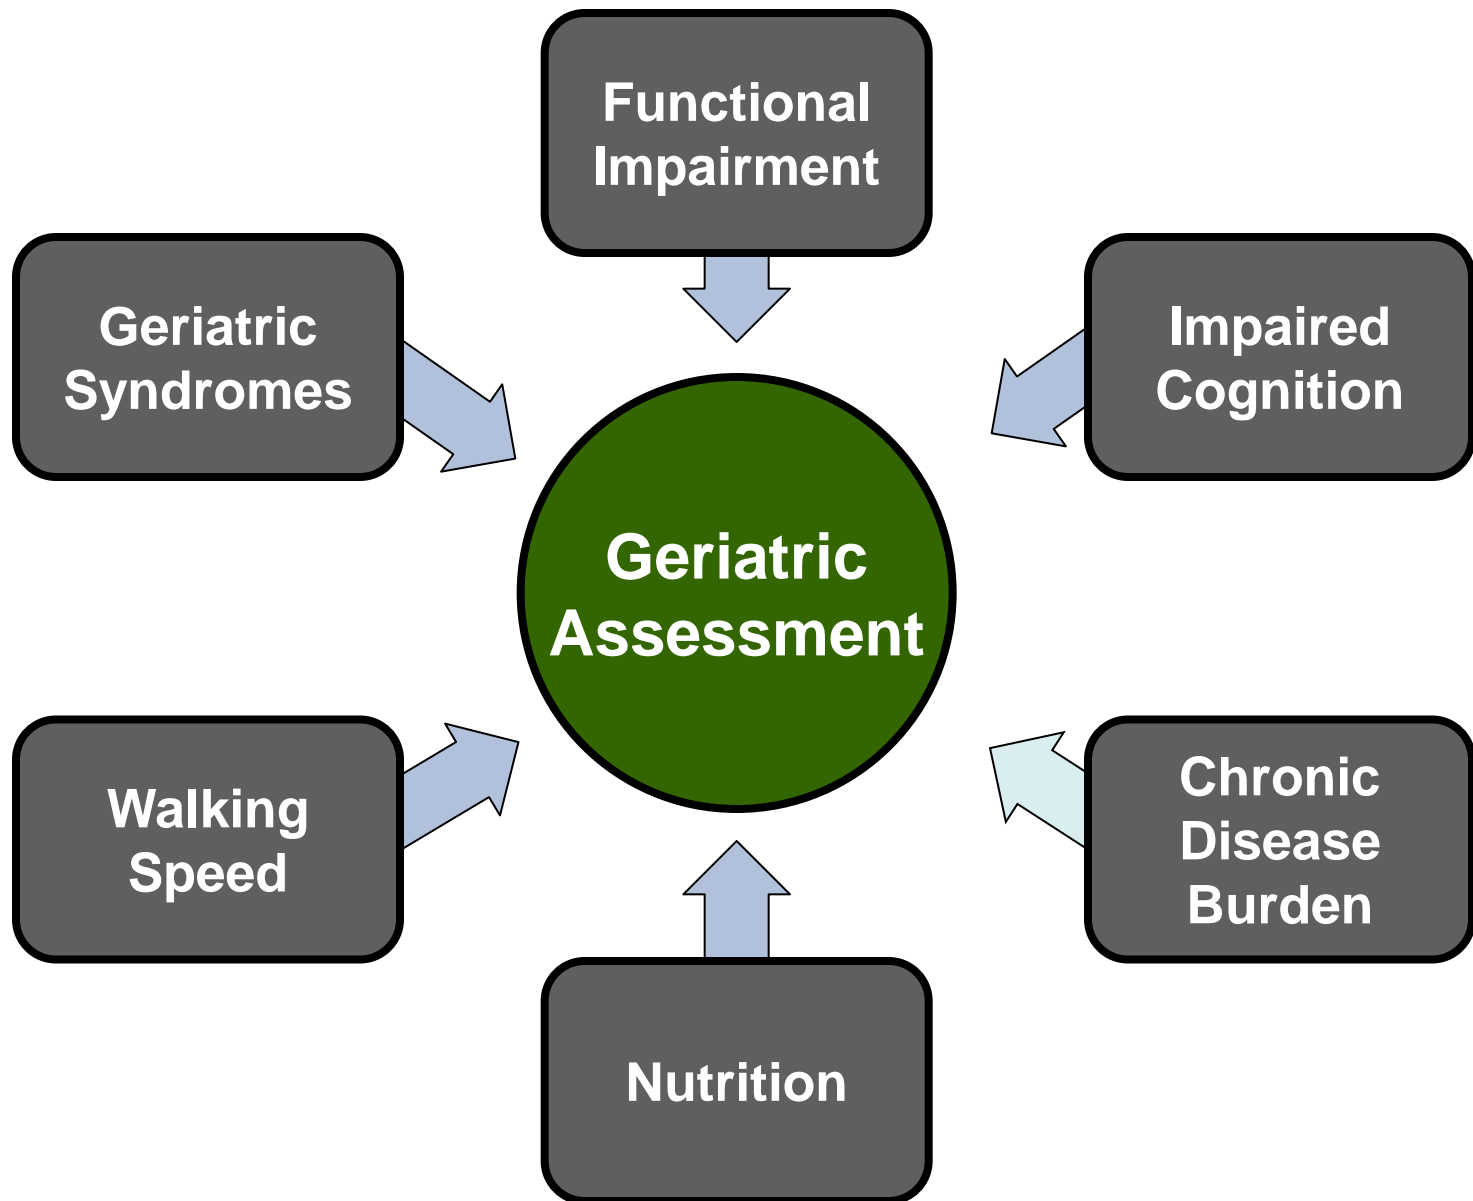 Functional
Impairment
Geriatric
Syndromes
Impaired
Cognition
Geriatric
Assessment
Walking
Speed
Chronic
Disease
Burden
Nutrition